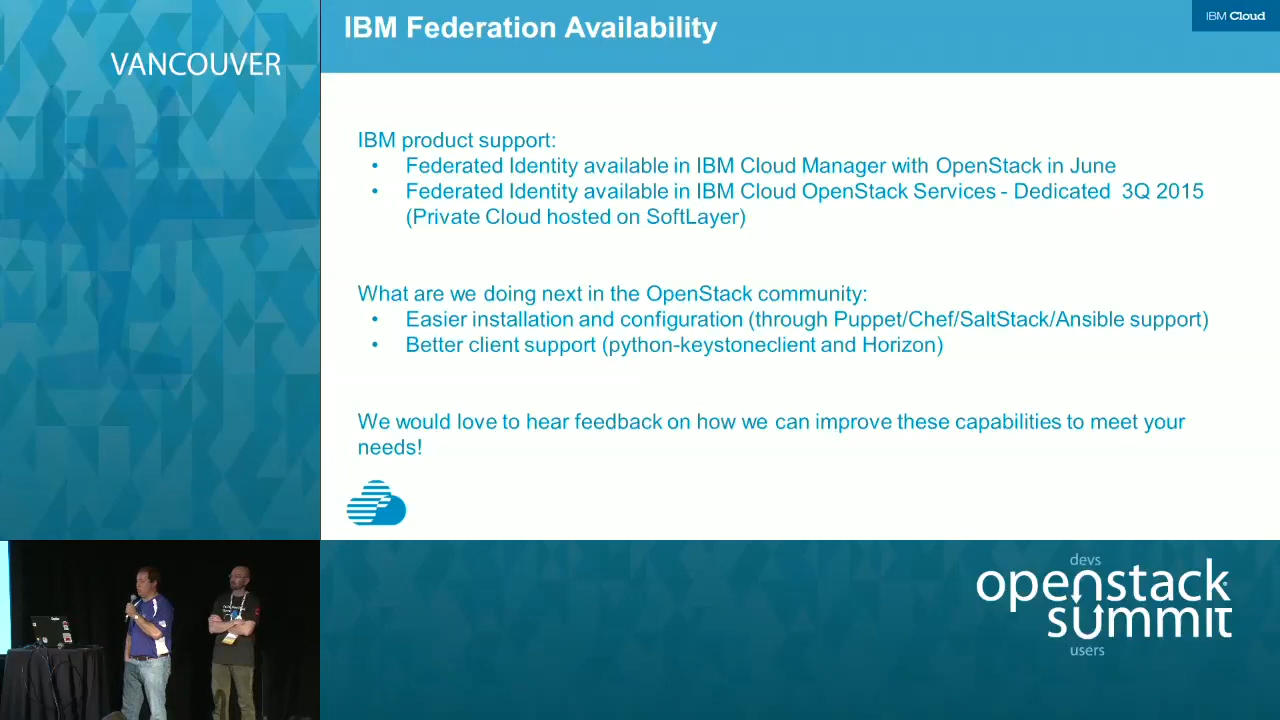 VANCOUVER
IBM Federation Availability
IBM Cloud
IBM product support:
• Federated Identity available in IBM Cloud Manager with OpenStack in June
• Federated Identity available in IBM Cloud OpenStack Services - Dedicated 3Q 2015
(Private Cloud hosted on SoftLayer)
What are we doing next in the OpenStack community:
• Easier installation and configuration (through Puppet/Chef/SaltStack/Ansible support)
• Better client support (python-keystoneclient and Horizon)
We would love to hear feedback on how we can improve these capabilities to meet your
needs!
devs
openstack
summit
users